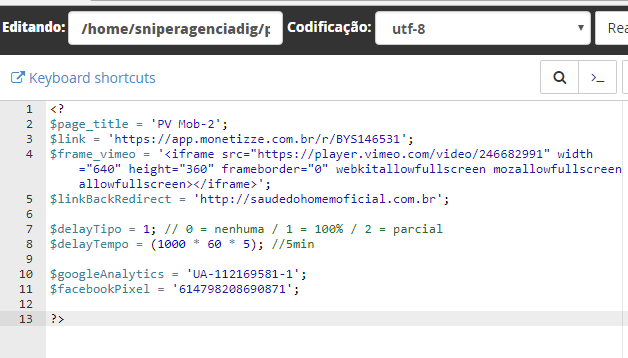 Editando: /home/sniperagenciadig/p Codificação: utf-8 Rea
Keyboard shortcuts >_
1 <?
2 $page_title = 'PV Mob-2';
3 $link = 'https://app.monetizze.com.br/r/BYS146531';
4 $frame_vimeo = '<iframe src="https://player.vimeo.com/video/246682991" width
="640" height="360" frameborder="0" webkitallowfullscreen mozallowfullscreen
allowfullscreen></iframe>';
5 $linkBackRedirect = 'http://saudedohomemoficial.com.br';
6
7 $delayTipo = 1; // 0 = nenhuma / 1 = 100% / 2 = parcial
8 $delayTempo = (1000 * 60 * 5); //5min
9
10 $googleAnalytics = 'UA-112169581-1';
11 $facebookPixel = '614798208690871';
12
13 ?>